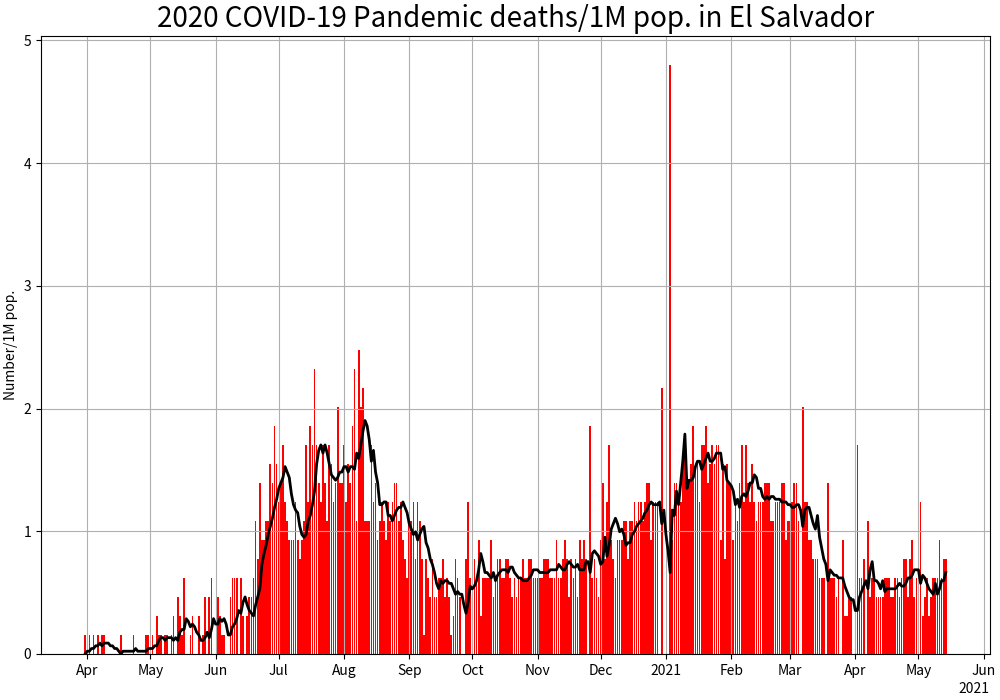 2020 COVID-19 Pandemic deaths/1M pop. in El Salvador
Number/1M pop.
5
4
3
2
1
0
Apr May Jun Jul Aug Sep Oct Nov Dec 2021 Feb Mar Apr May Jun
2021